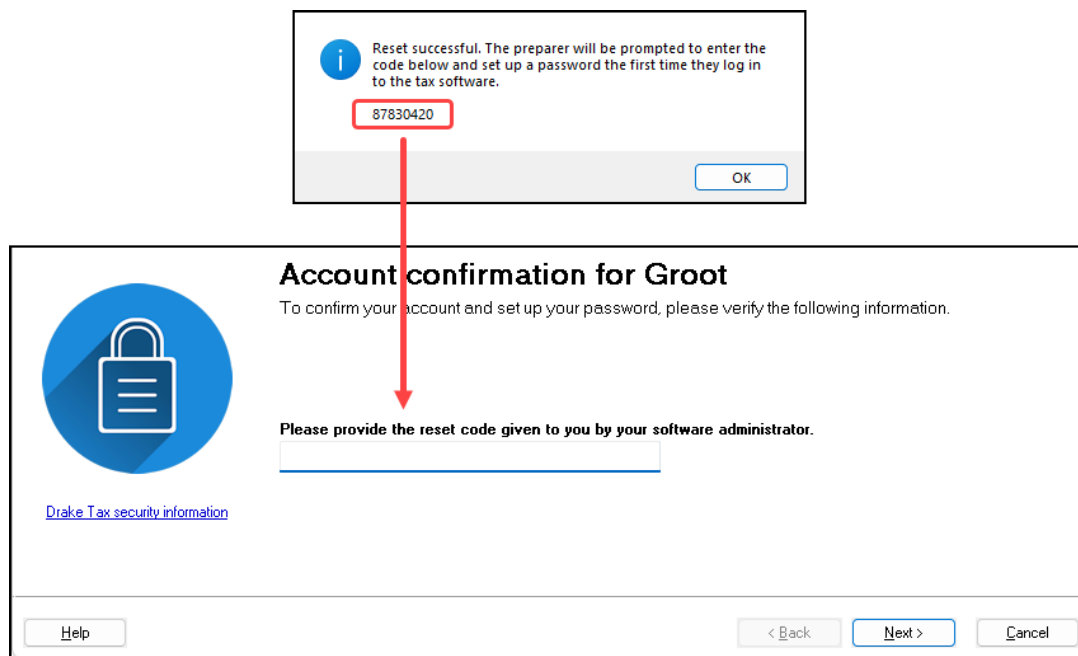 Reset successful. The preparer will be prompted to enter the
code below and set up a password the first time they log in
to the tax software.
87830420
OK
Account confirmation for Groot
To confirm your account and set up your password, please verify the following information.
Please provide the reset code given to you by your software administrator.
Drake Tax security information
Help
< Back
Next >
Cancel